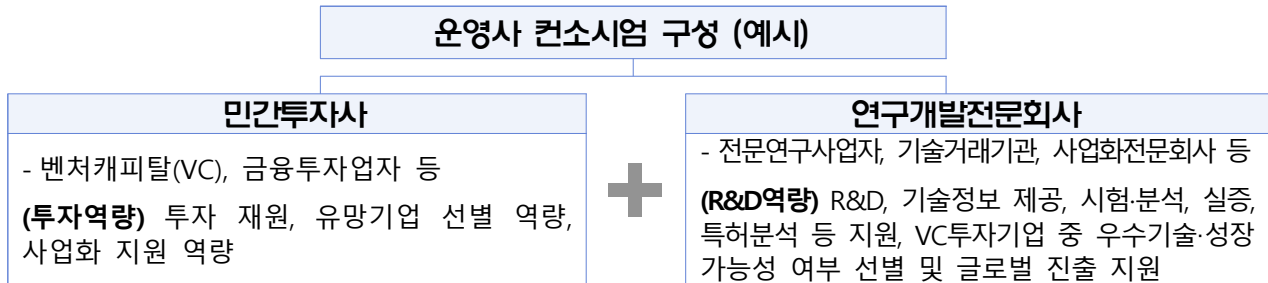 운영사 컨소시엄 구성 (예시)
민간투자사
- 벤처캐피탈(VC), 금융투자업자 등
(투자역량) 투자 재원, 유망기업 선별 역량,
사업화 지원 역량
연구개발전문회사
- 전문연구사업자, 기술거래기관, 사업화전문회사 등
(R&D역량) R&D, 기술정보 제공, 시험·분석, 실증,
특허분석 등 지원, VC투자기업 중 우수기술·성장
가능성 여부 선별 및 글로벌 진출 지원